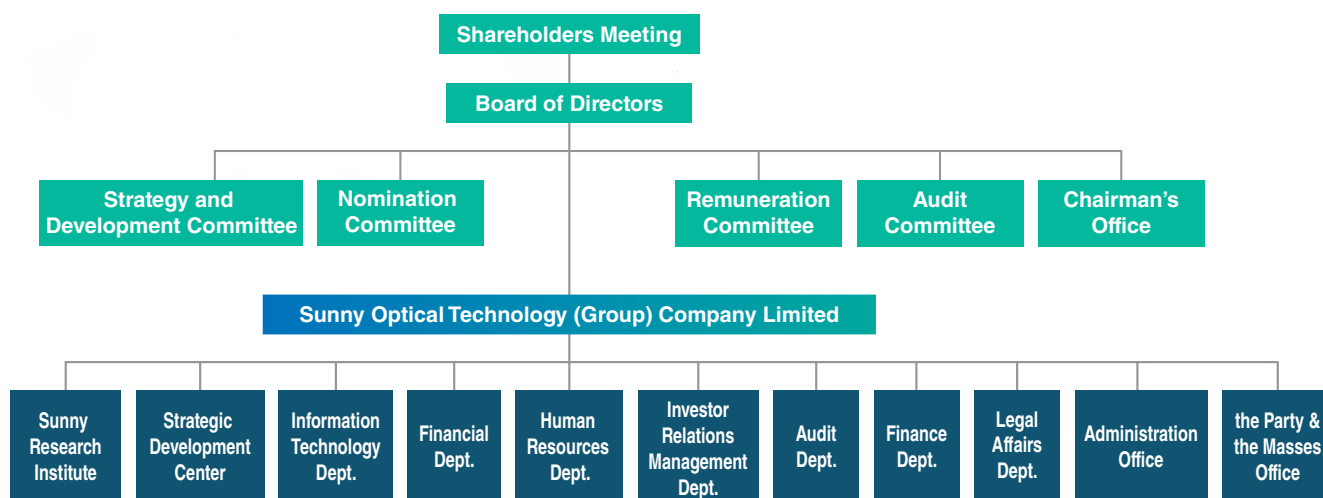 Shareholders Meeting
Board of Directors
Strategy and
Development Committee
Nomination
Committee
Remuneration
Committee
Audit
Committee
Chairman's
Office
Sunny Optical Technology (Group) Company Limited
Sunny
Research
Institute
Strategic
Development
Center
Information
Technology
Dept.
Financial
Dept.
Human
Resources
Dept.
Investor
Relations
Management
Dept.
Audit
Dept.
Finance
Dept.
Legal
Affairs
Dept.
Administration
Office
the Party &
the Masses
Office